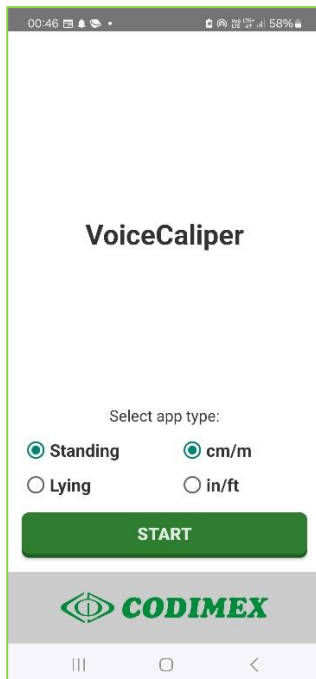 00:46 58%
VoiceCaliper
Select app type:
Standing cm/m
Lying in/ft
START
CODIMEX